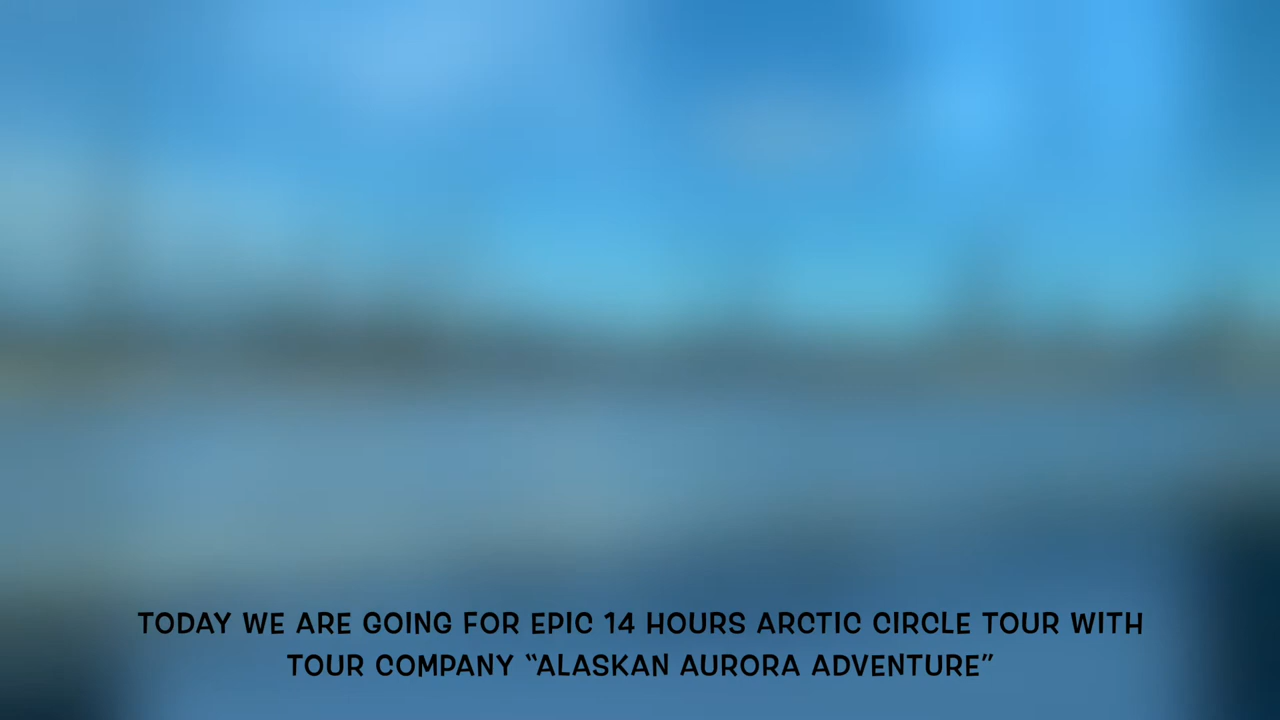 TODAY WE ARE GOING FOR EPIC 14 HOURS ARCTIC CIRCLE TOUR WITH
TOUR COMPANY “ALASKAN AURORA ADVENTURE”